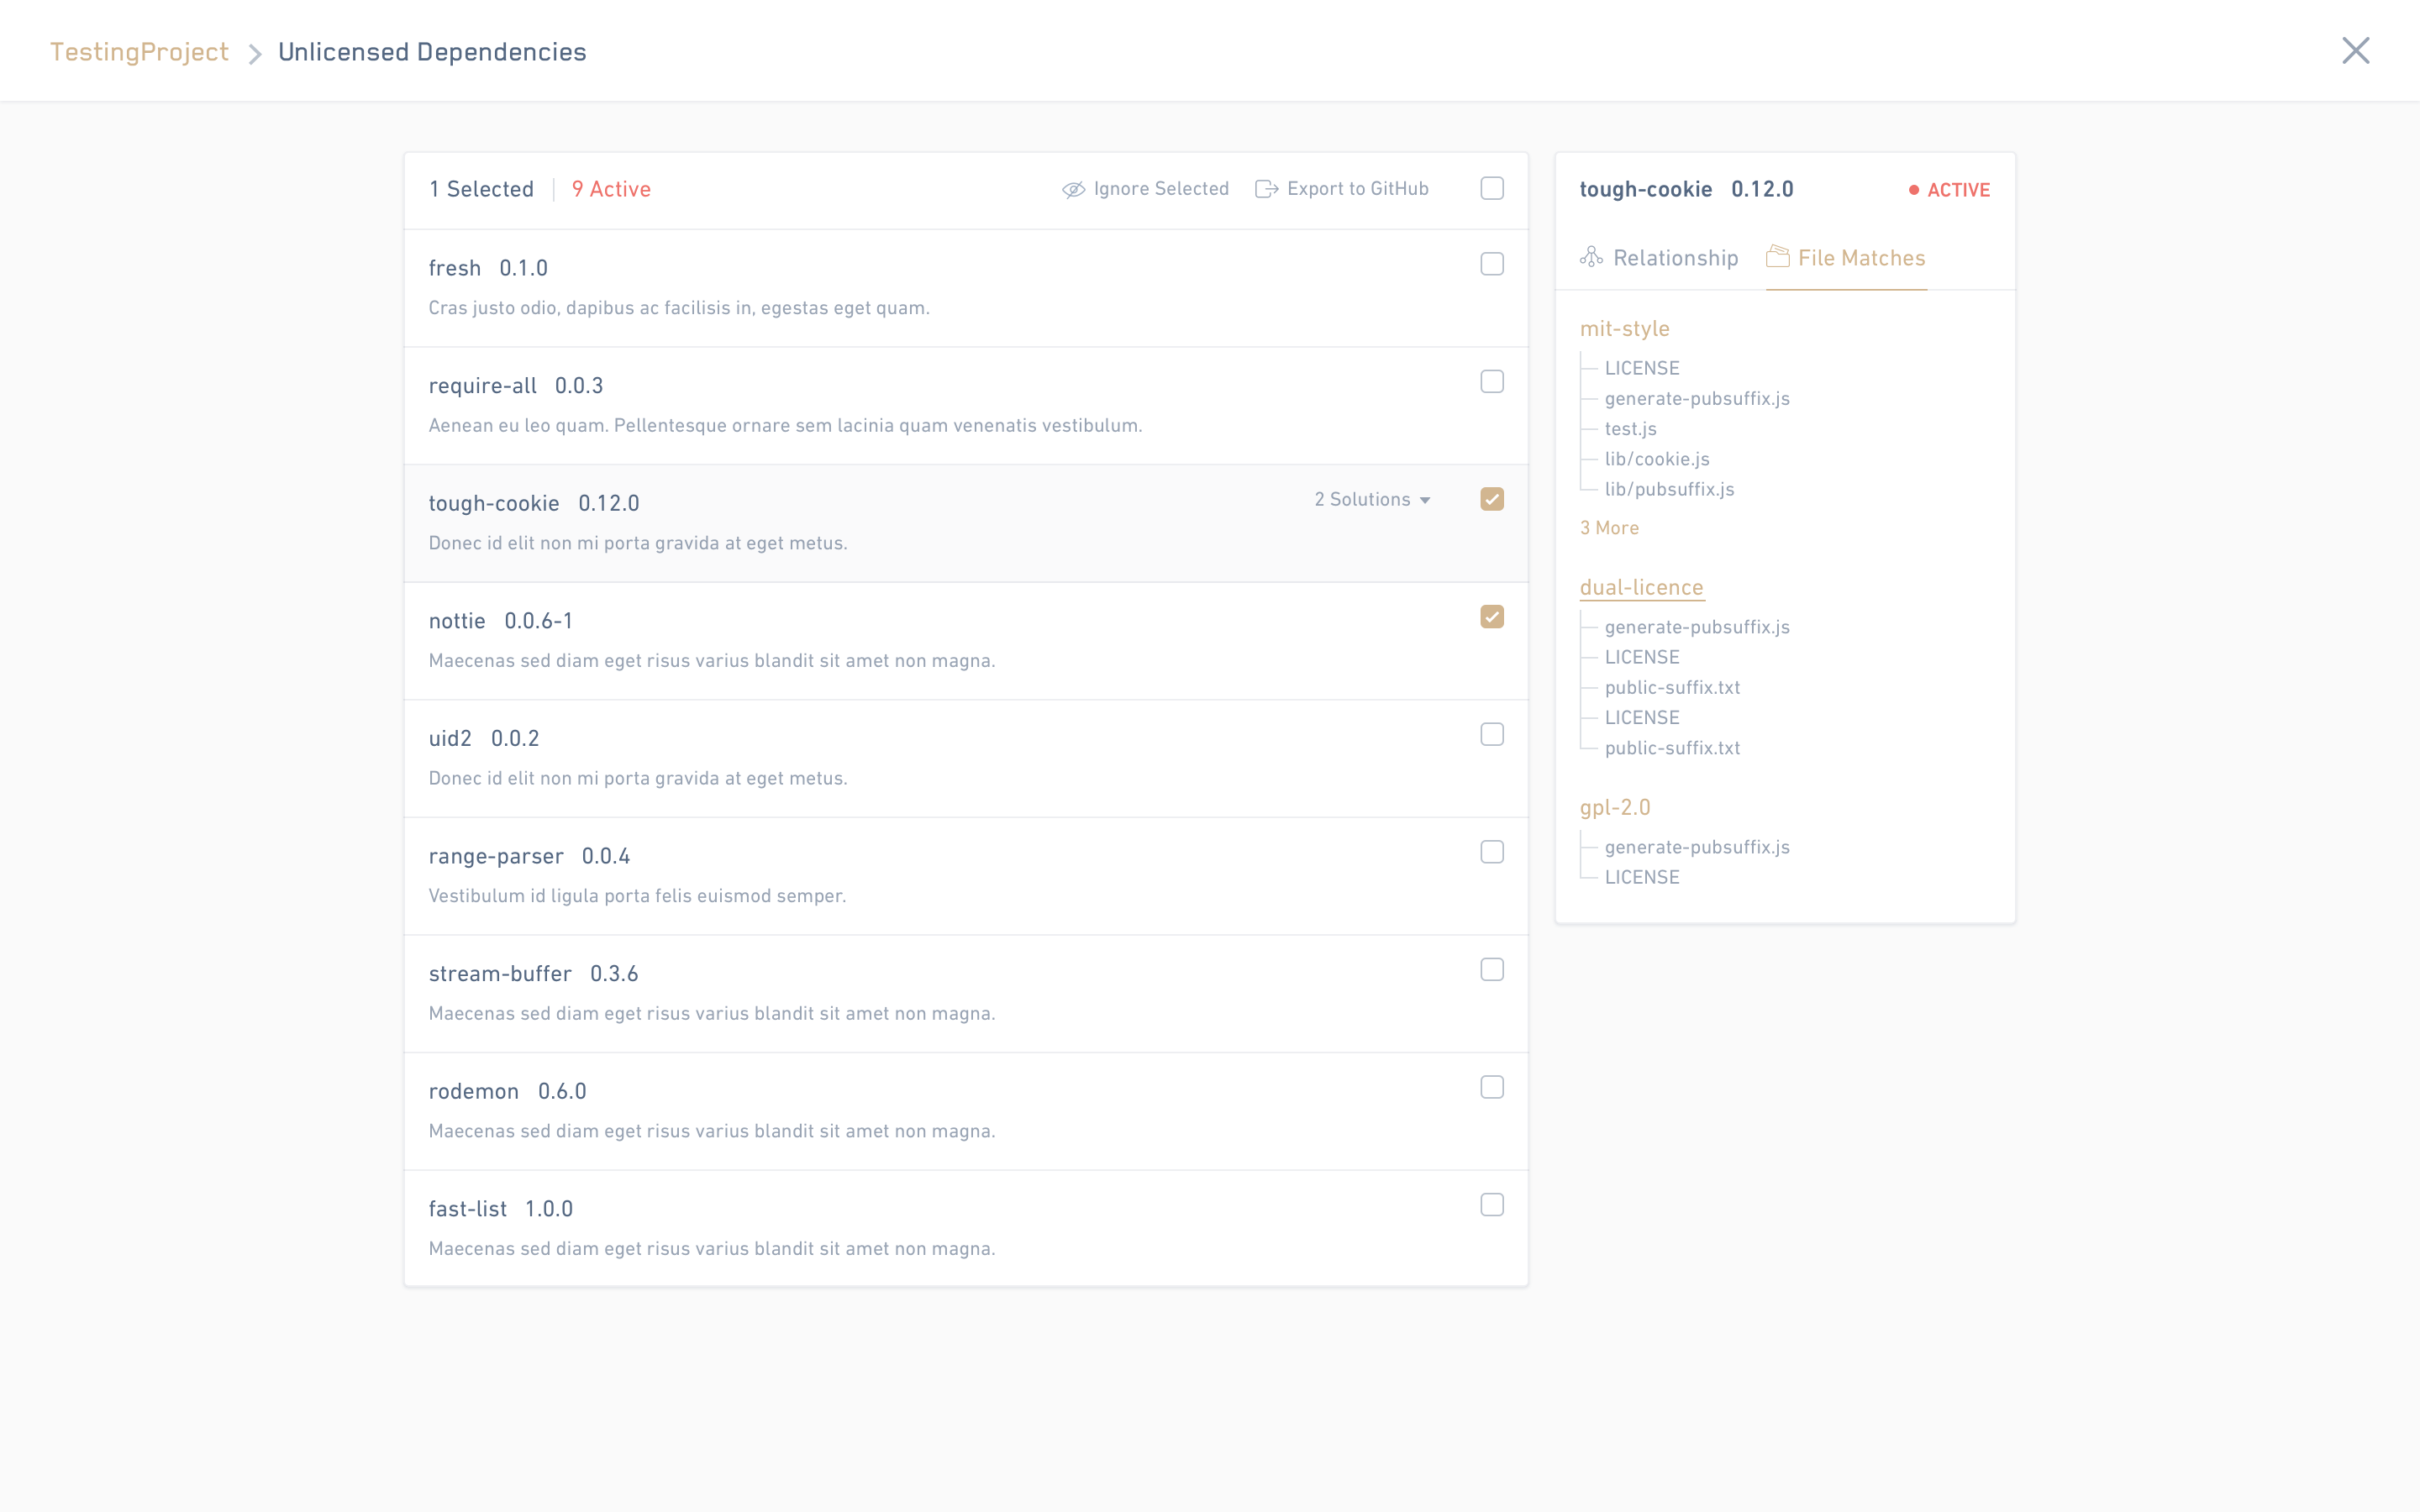 TestingProject > Unlicensed Dependencies
1 Selected | 9 Active Ignore Selected Export to GitHub
fresh 0.1.0
Cras justo odio, dapibus ac facilisis in, egestas eget quam.
require-all 0.0.3
Aenean eu leo quam. Pellentesque ornare sem lacinia quam venenatis vestibulum.
tough-cookie 0.12.0 2 Solutions
Donec id elit non mi porta gravida at eget metus.
nottie 0.0.6-1
Maecenas sed diam eget risus varius blandit sit amet non magna.
uid2 0.0.2
Donec id elit non mi porta gravida at eget metus.
range-parser 0.0.4
Vestibulum id ligula porta felis euismod semper.
stream-buffer 0.3.6
Maecenas sed diam eget risus varius blandit sit amet non magna.
rodemon 0.6.0
Maecenas sed diam eget risus varius blandit sit amet non magna.
fast-list 1.0.0
Maecenas sed diam eget risus varius blandit sit amet non magna.
tough-cookie 0.12.0 ACTIVE
Relationship File Matches
mit-style
LICENSE
generate-pubsuffix.js
test.js
lib/cookie.js
lib/pubsuffix.js
3 More
dual-licence
generate-pubsuffix.js
LICENSE
public-suffix.txt
LICENSE
public-suffix.txt
gpl-2.0
generate-pubsuffix.js
LICENSE